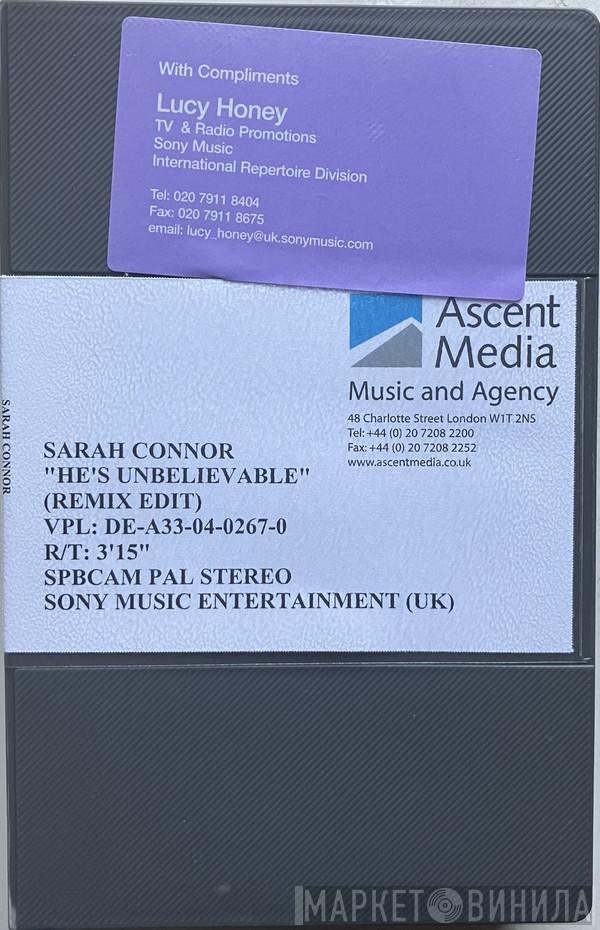 With Compliments
Lucy Honey
TV & Radio Promotions
Sony Music
International Repertoire Division
Tel: 020 7911 8404
Fax: 020 7911 8675
email: lucy_honey@uk.sonymusic.com
Ascent
Media
Music and Agency
48 Charlotte Street London W1T 2NS
Tel: +44 (0) 20 7208 2200
Fax: +44 (0) 20 7208 2252
www.ascentmedia.co.uk
SARAH CONNOR
SARAH CONNOR
"HE'S UNBELIEVABLE"
(REMIX EDIT)
VPL: DE-A33-04-0267-0
R/T: 3'15"
SPBCAM PAL STEREO
SONY MUSIC ENTERTAINMENT (UK)
МАРКЕТ ВИНИЛА